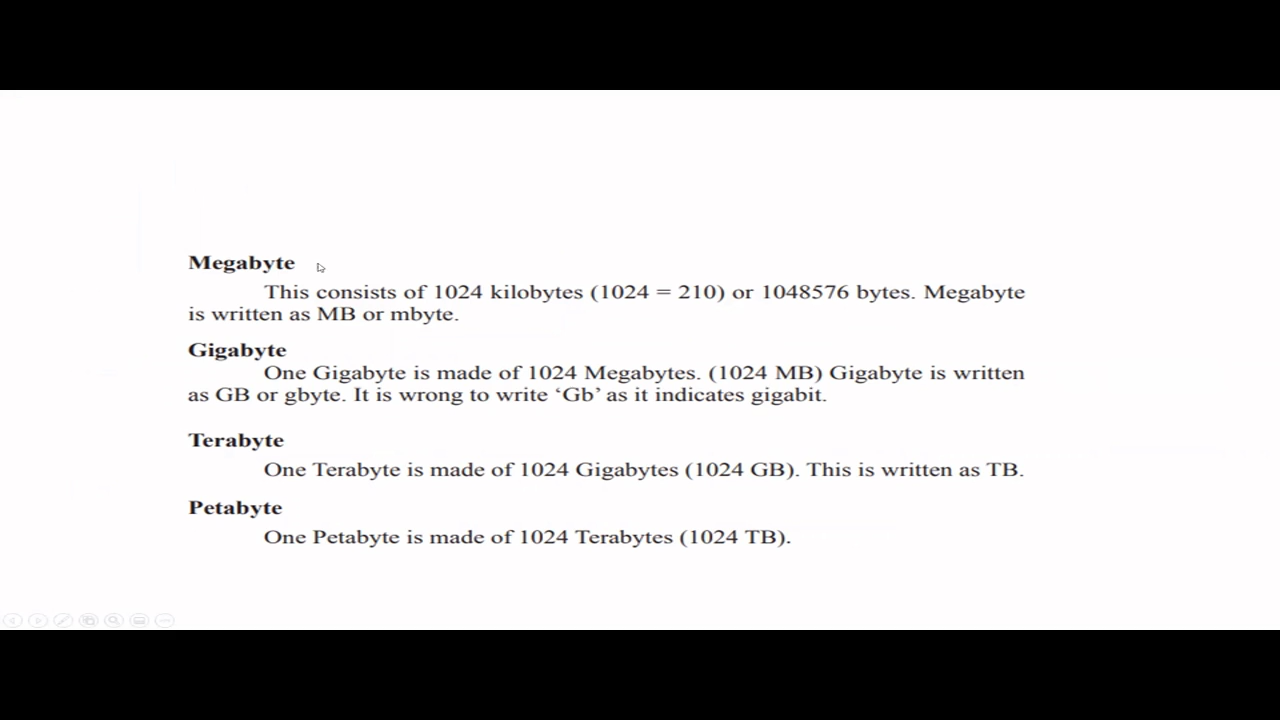 Megabyte
This consists of 1024 kilobytes (1024 = 210) or 1048576 bytes. Megabyte
is written as MB or mbyte.
Gigabyte
One Gigabyte is made of 1024 Megabytes. (1024 MB) Gigabyte is written
as GB or gbyte. It is wrong to write ‘Gb’ as it indicates gigabit.
Terabyte
One Terabyte is made of 1024 Gigabytes (1024 GB). This is written as TB.
Petabyte
One Petabyte is made of 1024 Terabytes (1024 TB).